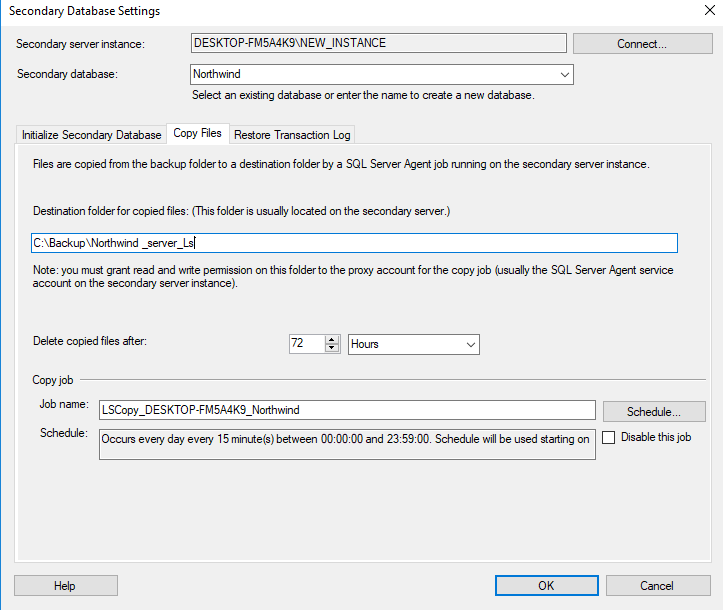 Secondary Database Settings
Secondary server instance:
DESKTOP-FM5A4K9\NEW_INSTANCE
Connect...
Secondary database:
Northwind
Select an existing database or enter the name to create a new database.
Initialize Secondary Database
Copy Files
Restore Transaction Log
Files are copied from the backup folder to a destination folder by a SQL Server Agent job running on the secondary server instance.
Destination folder for copied files: (This folder is usually located on the secondary server.)
C:\Backup\Northwind _server_Ls
Note: you must grant read and write permission on this folder to the proxy account for the copy job (usually the SQL Server Agent service
account on the secondary server instance).
Delete copied files after:
72
Hours
Copy job
Job name:
LSCopy_DESKTOP-FM5A4K9_Northwind
Schedule...
Schedule:
Occurs every day every 15 minute(s) between 00:00:00 and 23:59:00. Schedule will be used starting on
Disable this job
Help
OK
Cancel